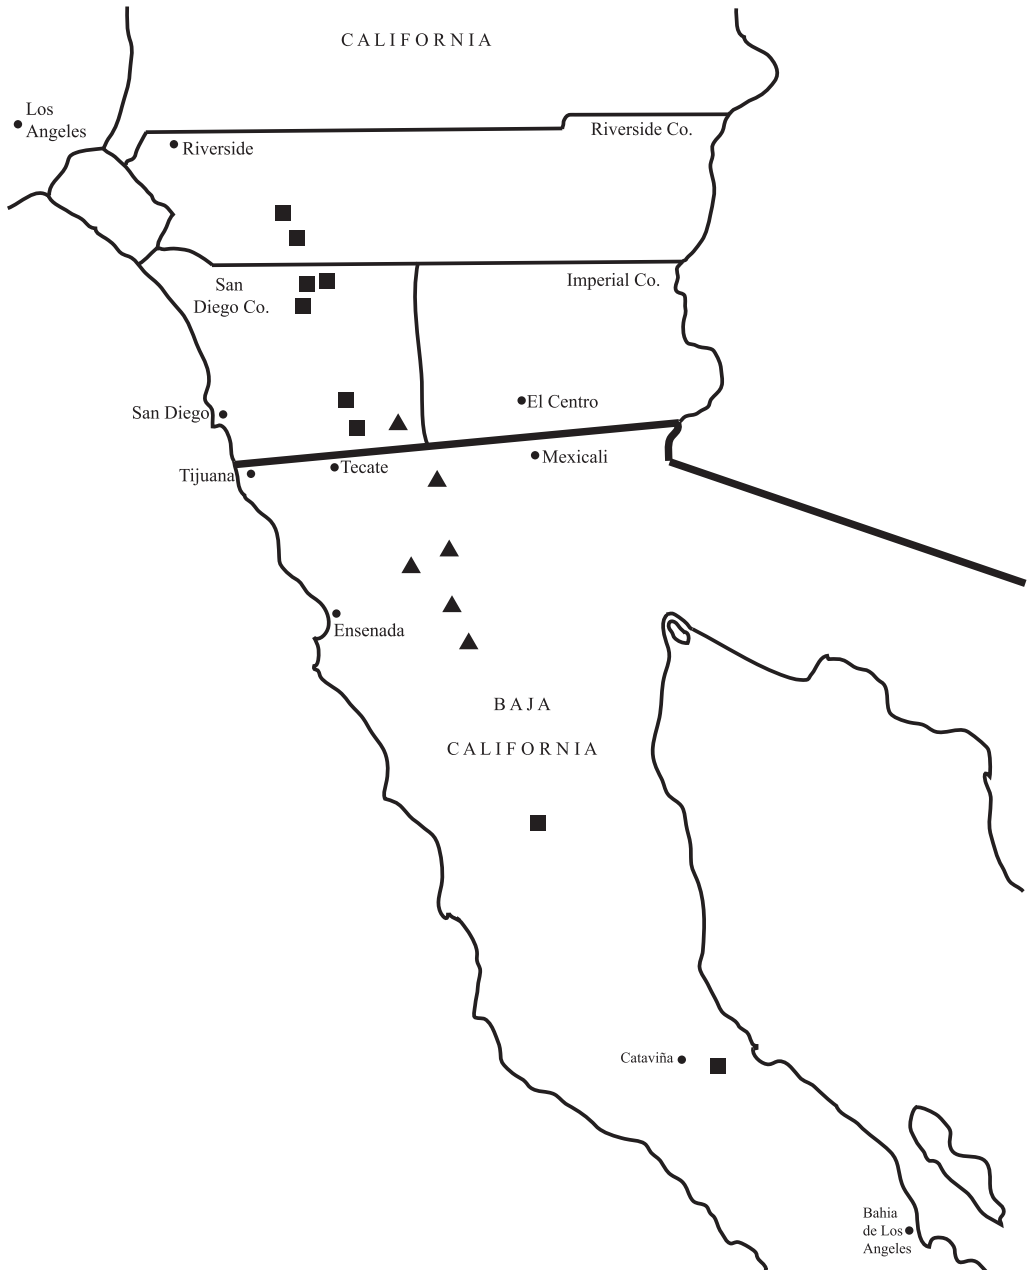 CALIFORNIA
Los
Angeles
Riverside Co.
Riverside
San
Diego Co.
Imperial Co.
San Diego
El Centro
Tijuana
Tecate
Mexicali
Ensenada
BAJA
CALIFORNIA
Cataviña
Bahia
de Los
Angeles